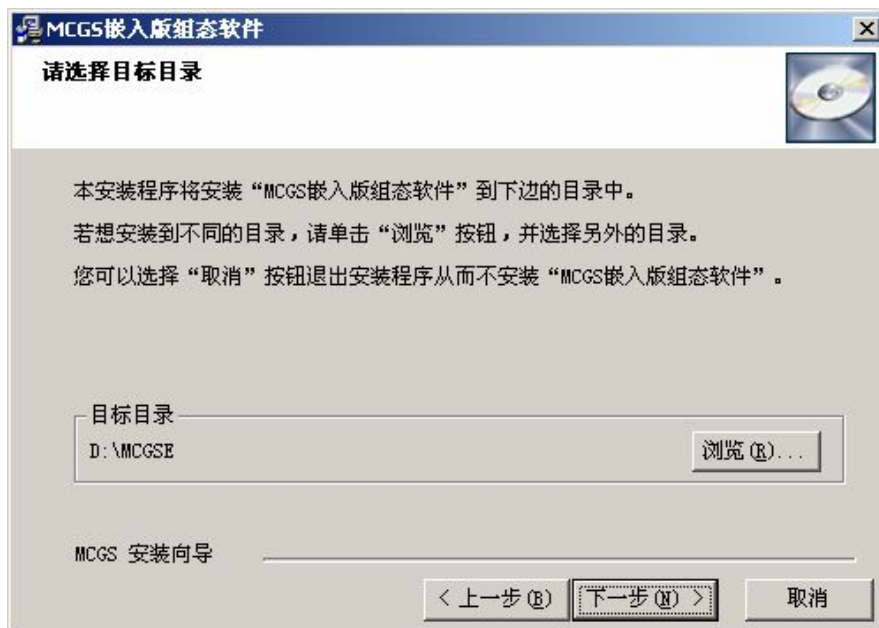 MCGS嵌入版组态软件
请选择目标目录
本安装程序将安装“MCGS嵌入版组态软件”到下边的目录中。
若想安装到不同的目录，请单击“浏览”按钮，并选择另外的目录。
您可以选择“取消”按钮退出安装程序从而不安装“MCGS嵌入版组态软件”。
目标目录
D:\MCGSE
浏览(R)...
MCGS 安装向导
< 上一步(B)
下一步(N) >
取消